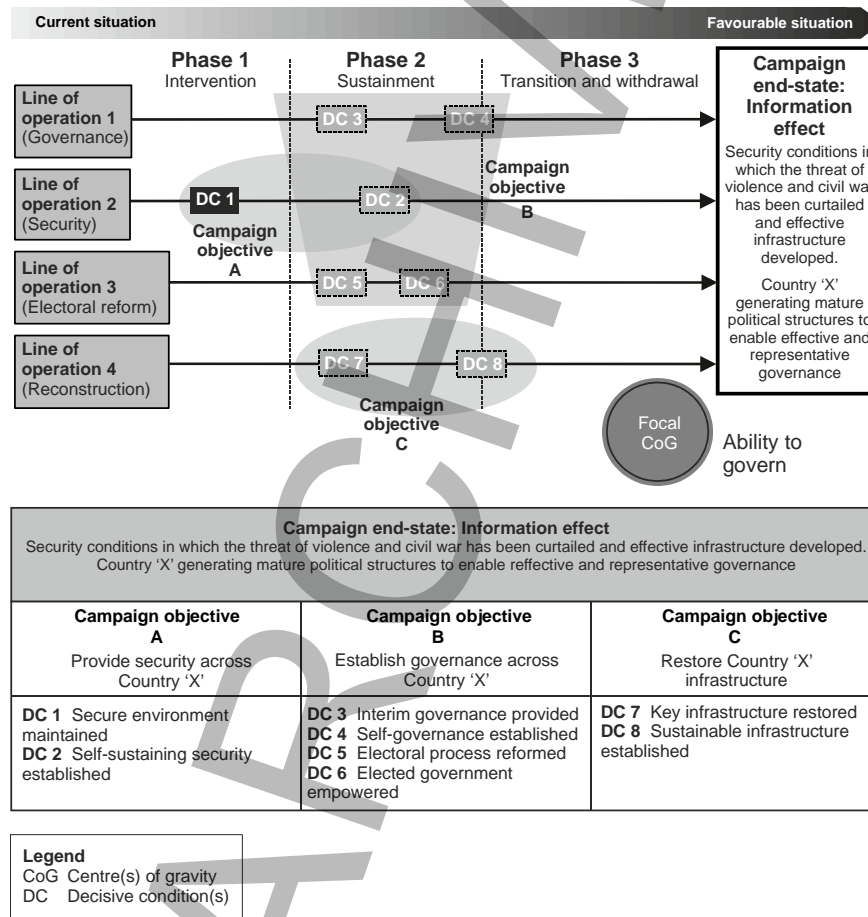 Current situation
Favourable situation
Phase 1
Intervention
Phase 2
Sustainment
Phase 3
Transition and withdrawal
Line of
operation 1
(Governance)
DC 3
DC 4
Line of
operation 2
(Security)
DC 1
DC 2
Campaign
objective
A
Campaign
objective
B
Line of
operation 3
(Electoral reform)
DC 5
DC 6
Line of
operation 4
(Reconstruction)
DC 7
DC 8
Campaign
objective
C
Campaign
end-state:
Information
effect
Security conditions in
which the threat of
violence and civil wa
has been curtailed
and effective
infrastructure
developed.
Country ‘X’
generating mature
political structures to
enable effective and
representative
governance
Focal
CoG
Ability to
govern
Campaign end-state: Information effect
Security conditions in which the threat of violence and civil war has been curtailed and effective infrastructure developed.
Country ‘X’ generating mature political structures to enable reffective and representative governance
Campaign objective
A
Provide security across
Country ‘X’
Campaign objective
B
Establish governance across
Country ‘X’
Campaign objective
C
Restore Country ‘X’
infrastructure
DC 1 Secure environment
maintained
DC 2 Self-sustaining security
established
DC 3 Interim governance provided
DC 4 Self-governance established
DC 5 Electoral process reformed
DC 6 Elected government
empowered
DC 7 Key infrastructure restored
DC 8 Sustainable infrastructure
established
Legend
CoG Centre(s) of gravity
DC Decisive condition(s)
ARCHIV